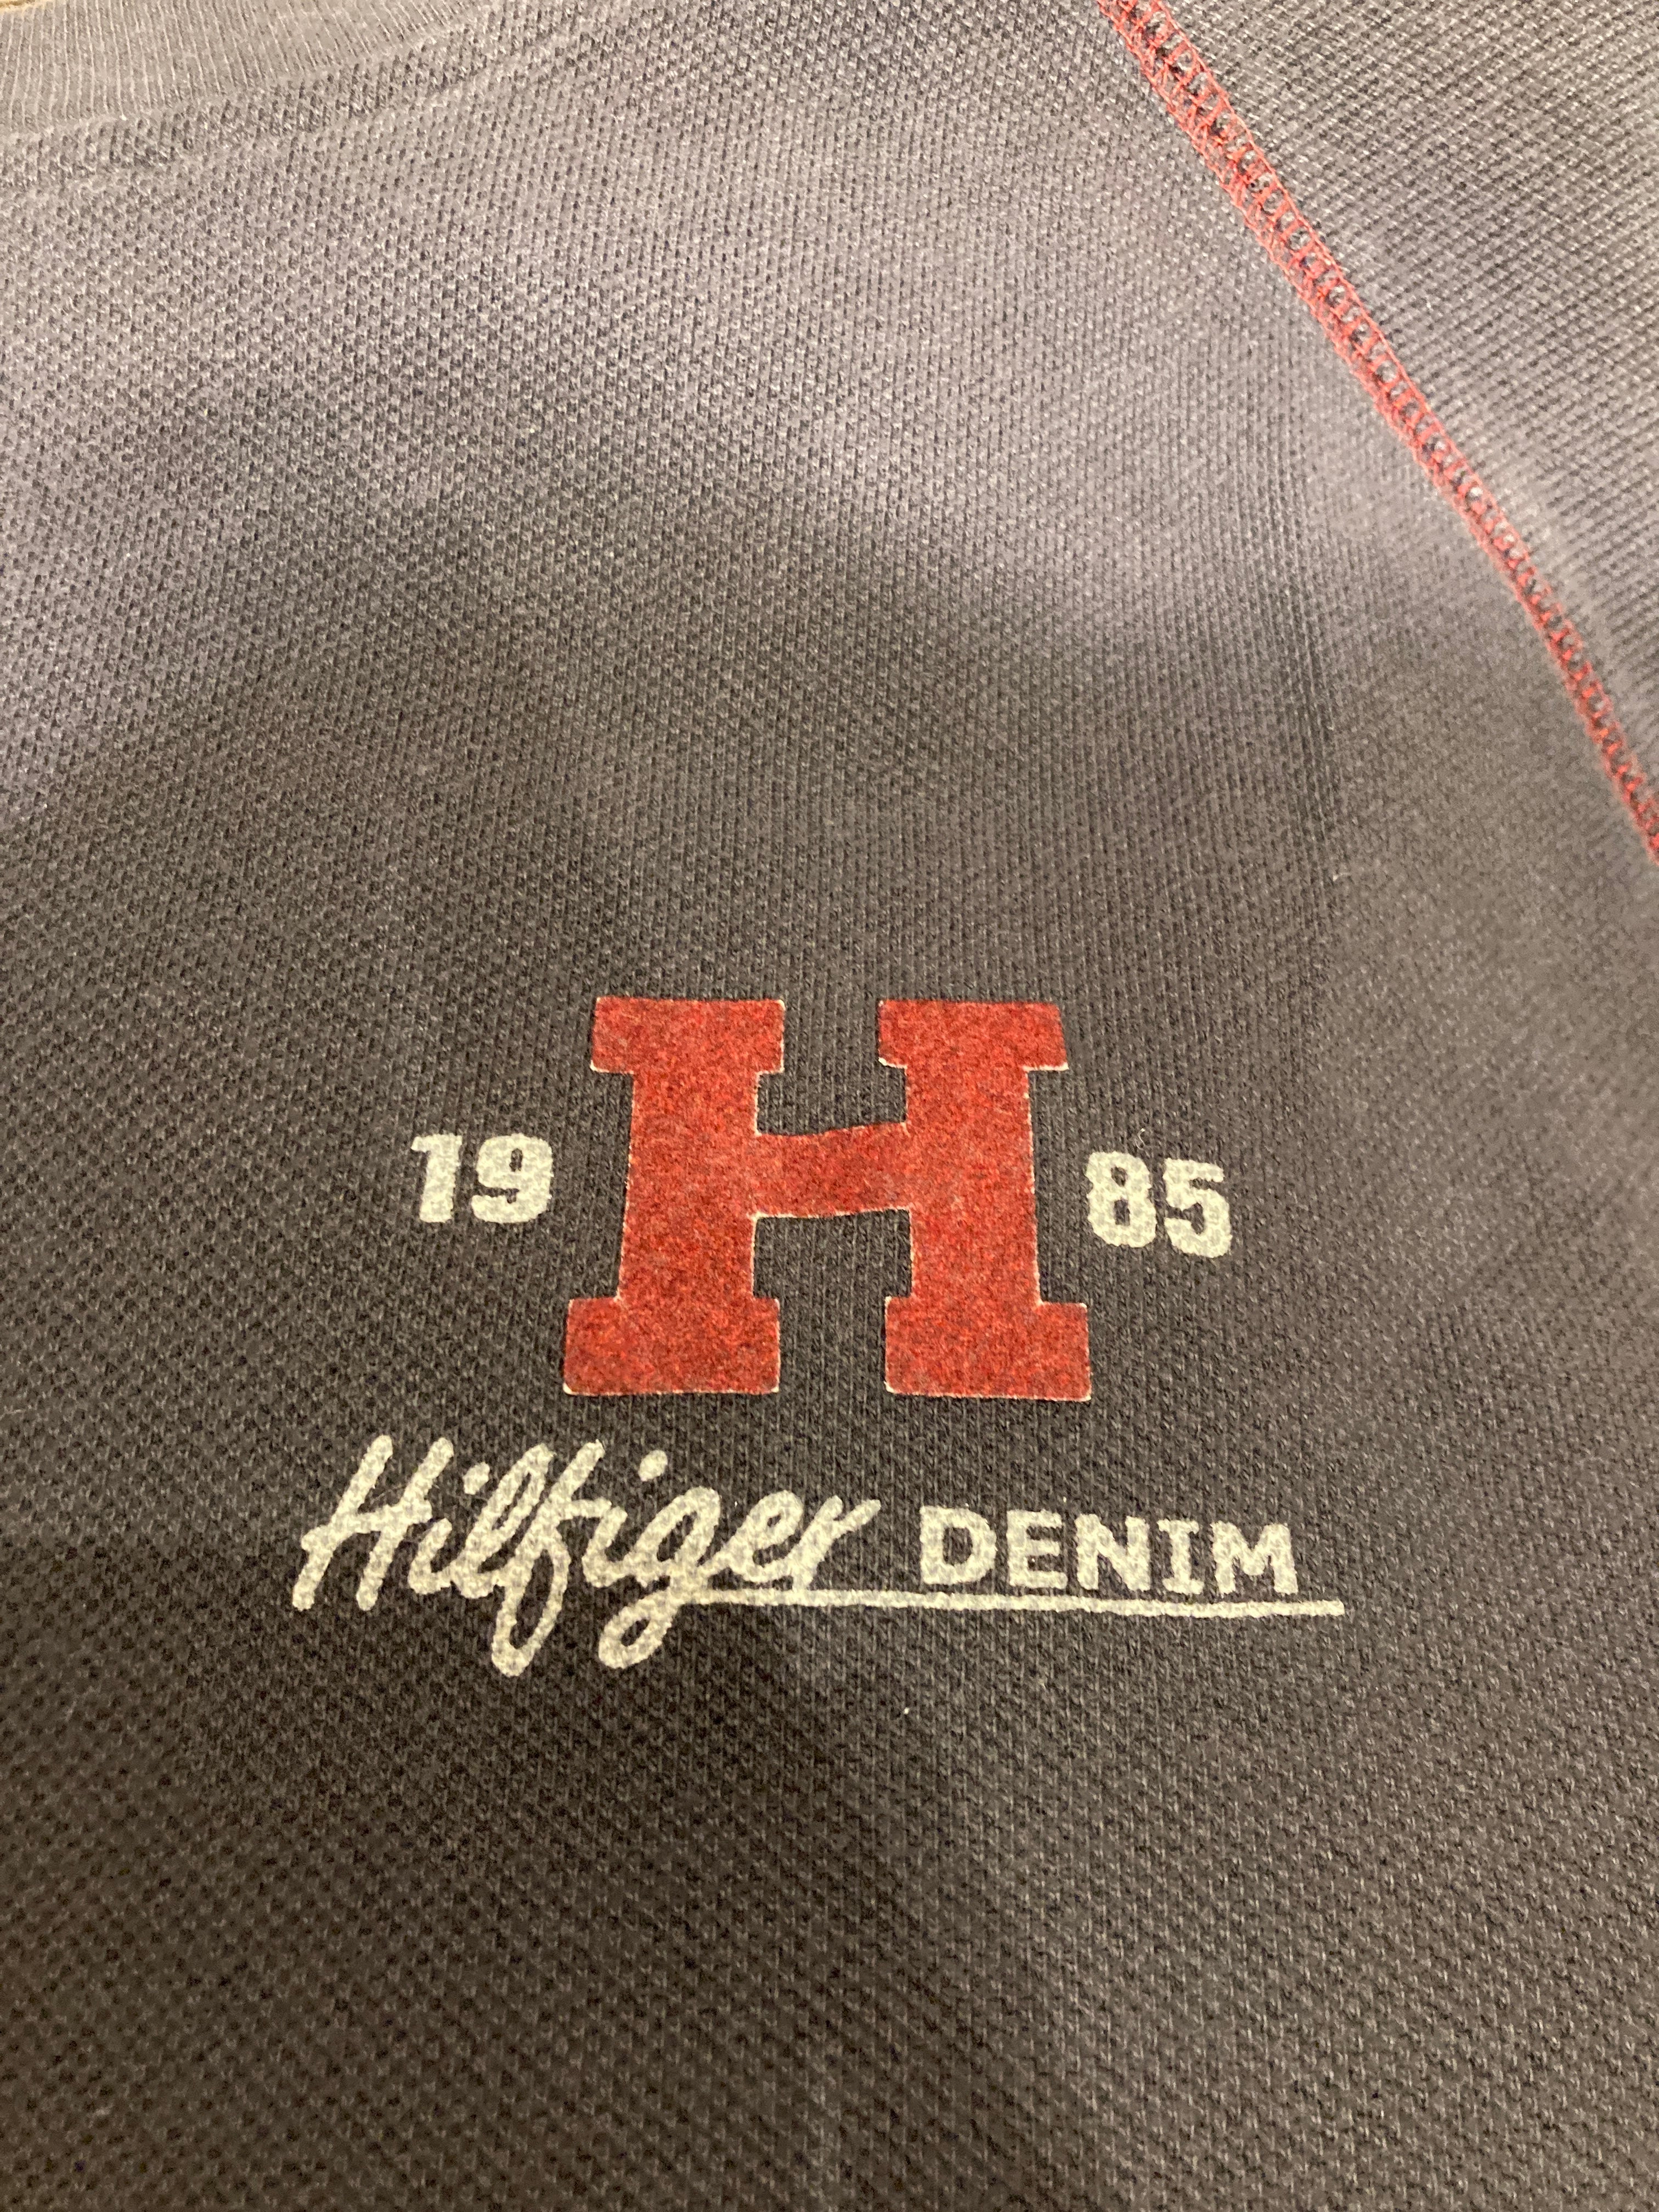 19 H 85
Hilfiger DENIM